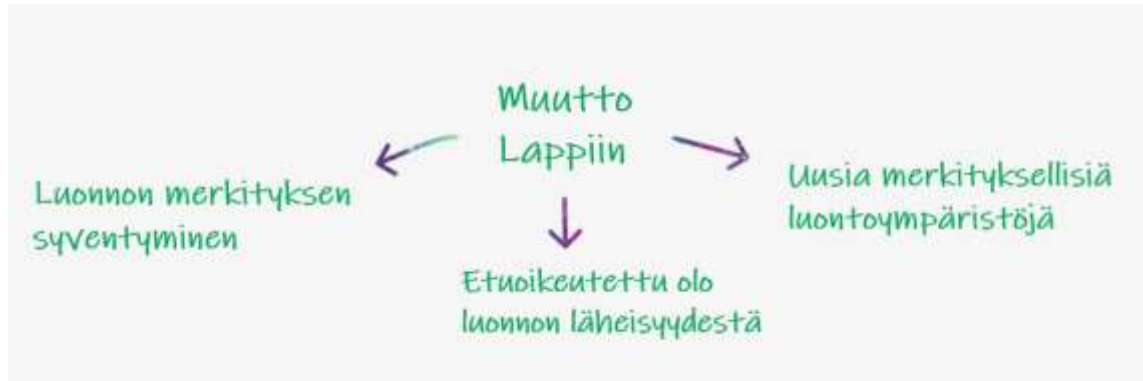 Muutto
Lappiin
Luonnon merkityksen
syventyminen
Etuoikeutettu olo
luonnon läheisyydestä
Uusia merkityksellisiä
luontoympäristöjä